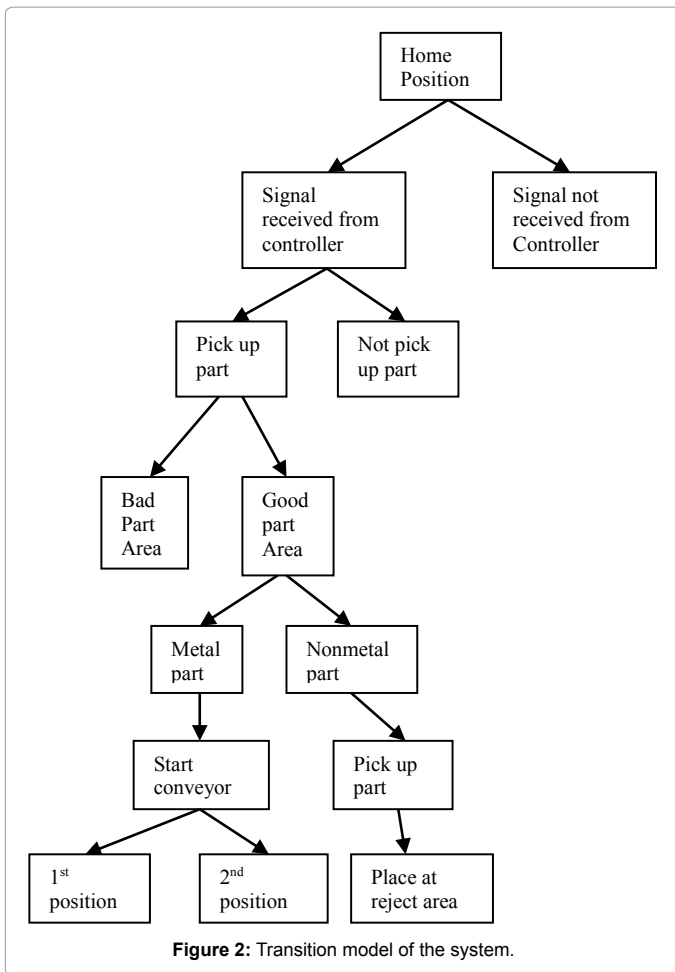 Home
Position
Signal
received from
controller
Signal not
received from
Controller
Pick up
part
Not pick
up part
Bad
Part
Area
Good
part
Area
Metal
part
Nonmetal
part
Start
conveyor
Pick up
part
1st
position
2nd
position
Place at
reject area
Figure 2: Transition model of the system.